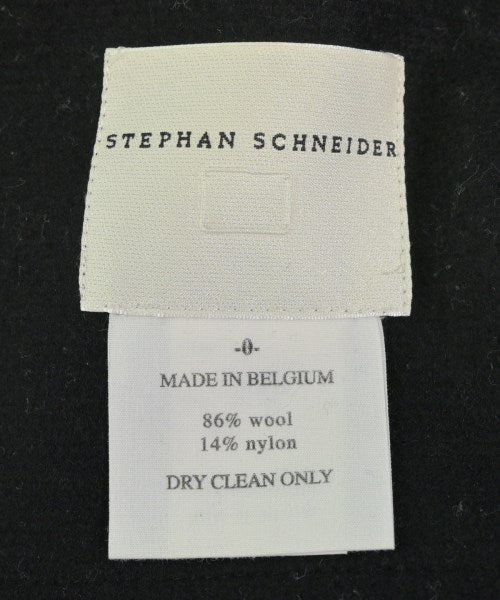 STEPHAN SCHNEIDER
-0-
MADE IN BELGIUM
86% wool
14% nylon
DRY CLEAN ONLY